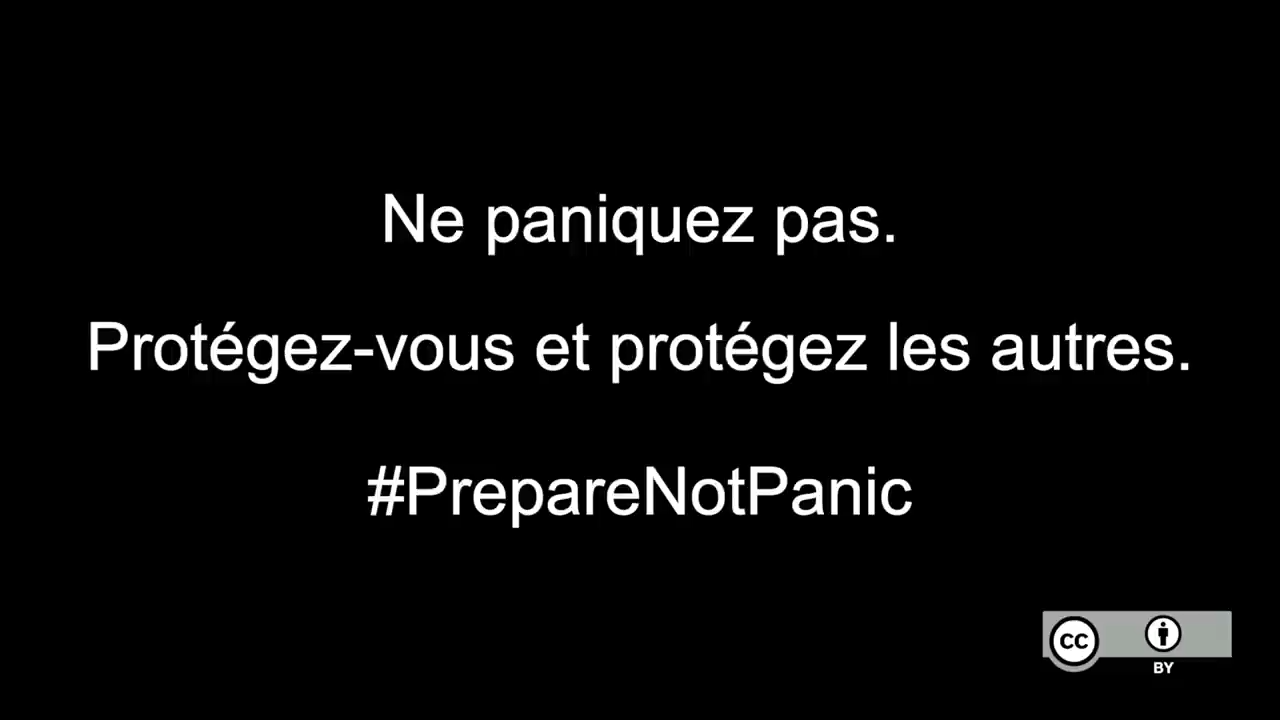 Ne paniquez pas.
Protégez-vous et protégez les autres.
#PrepareNotPanic
cc
BY